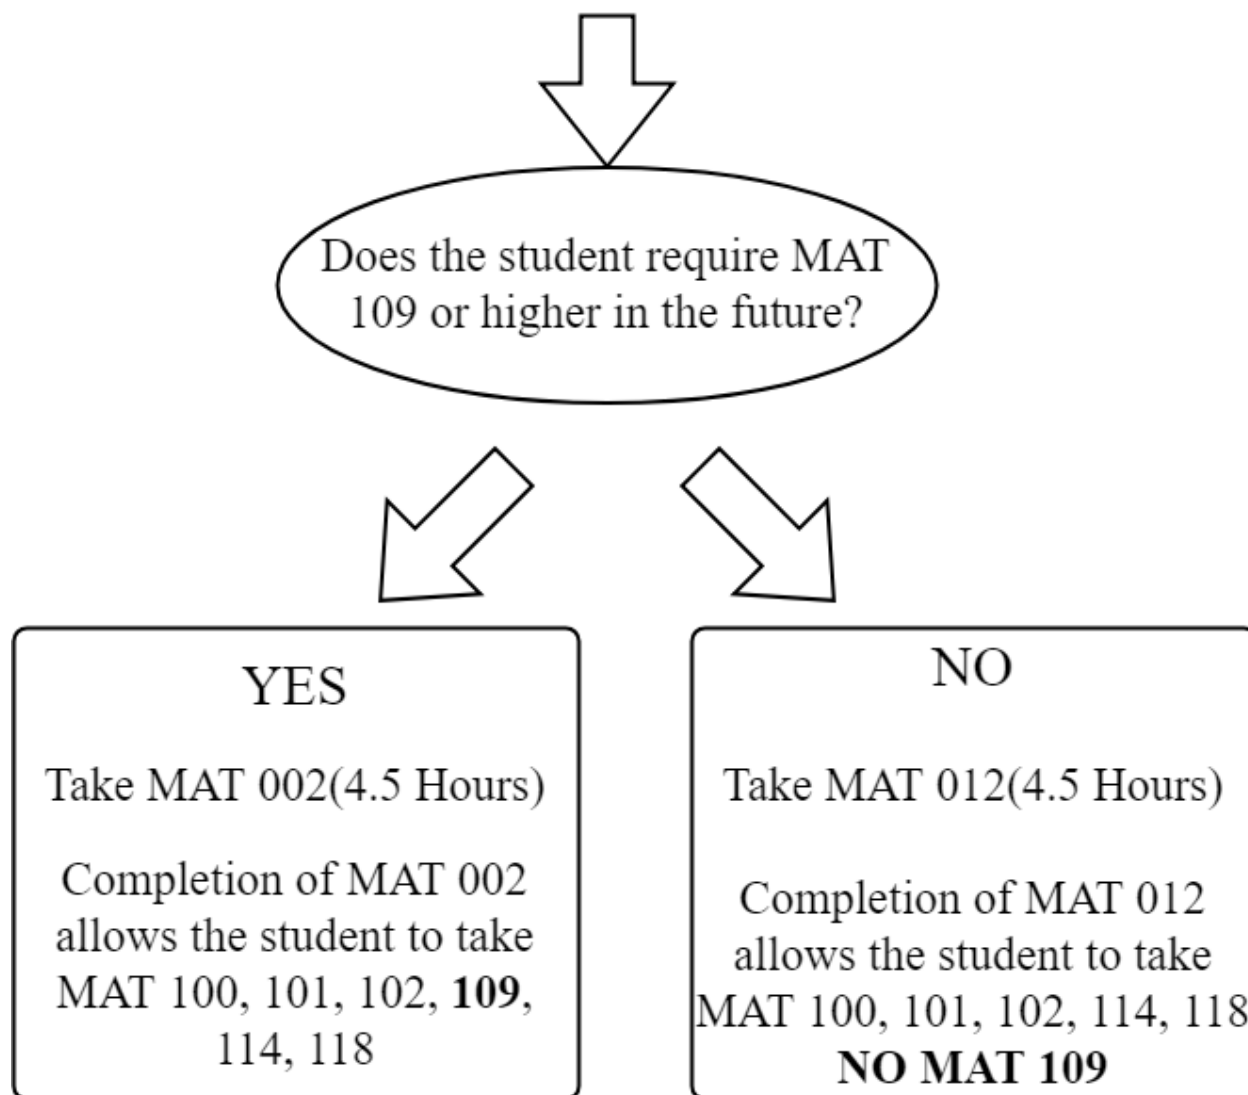 Does the student require MAT
109 or higher in the future?
YES
Take MAT 002(4.5 Hours)
Completion of MAT 002
allows the student to take
MAT 100, 101, 102, 109,
114, 118
NO
Take MAT 012(4.5 Hours)
Completion of MAT 012
allows the student to take
MAT 100, 101, 102, 114, 118
NO MAT 109